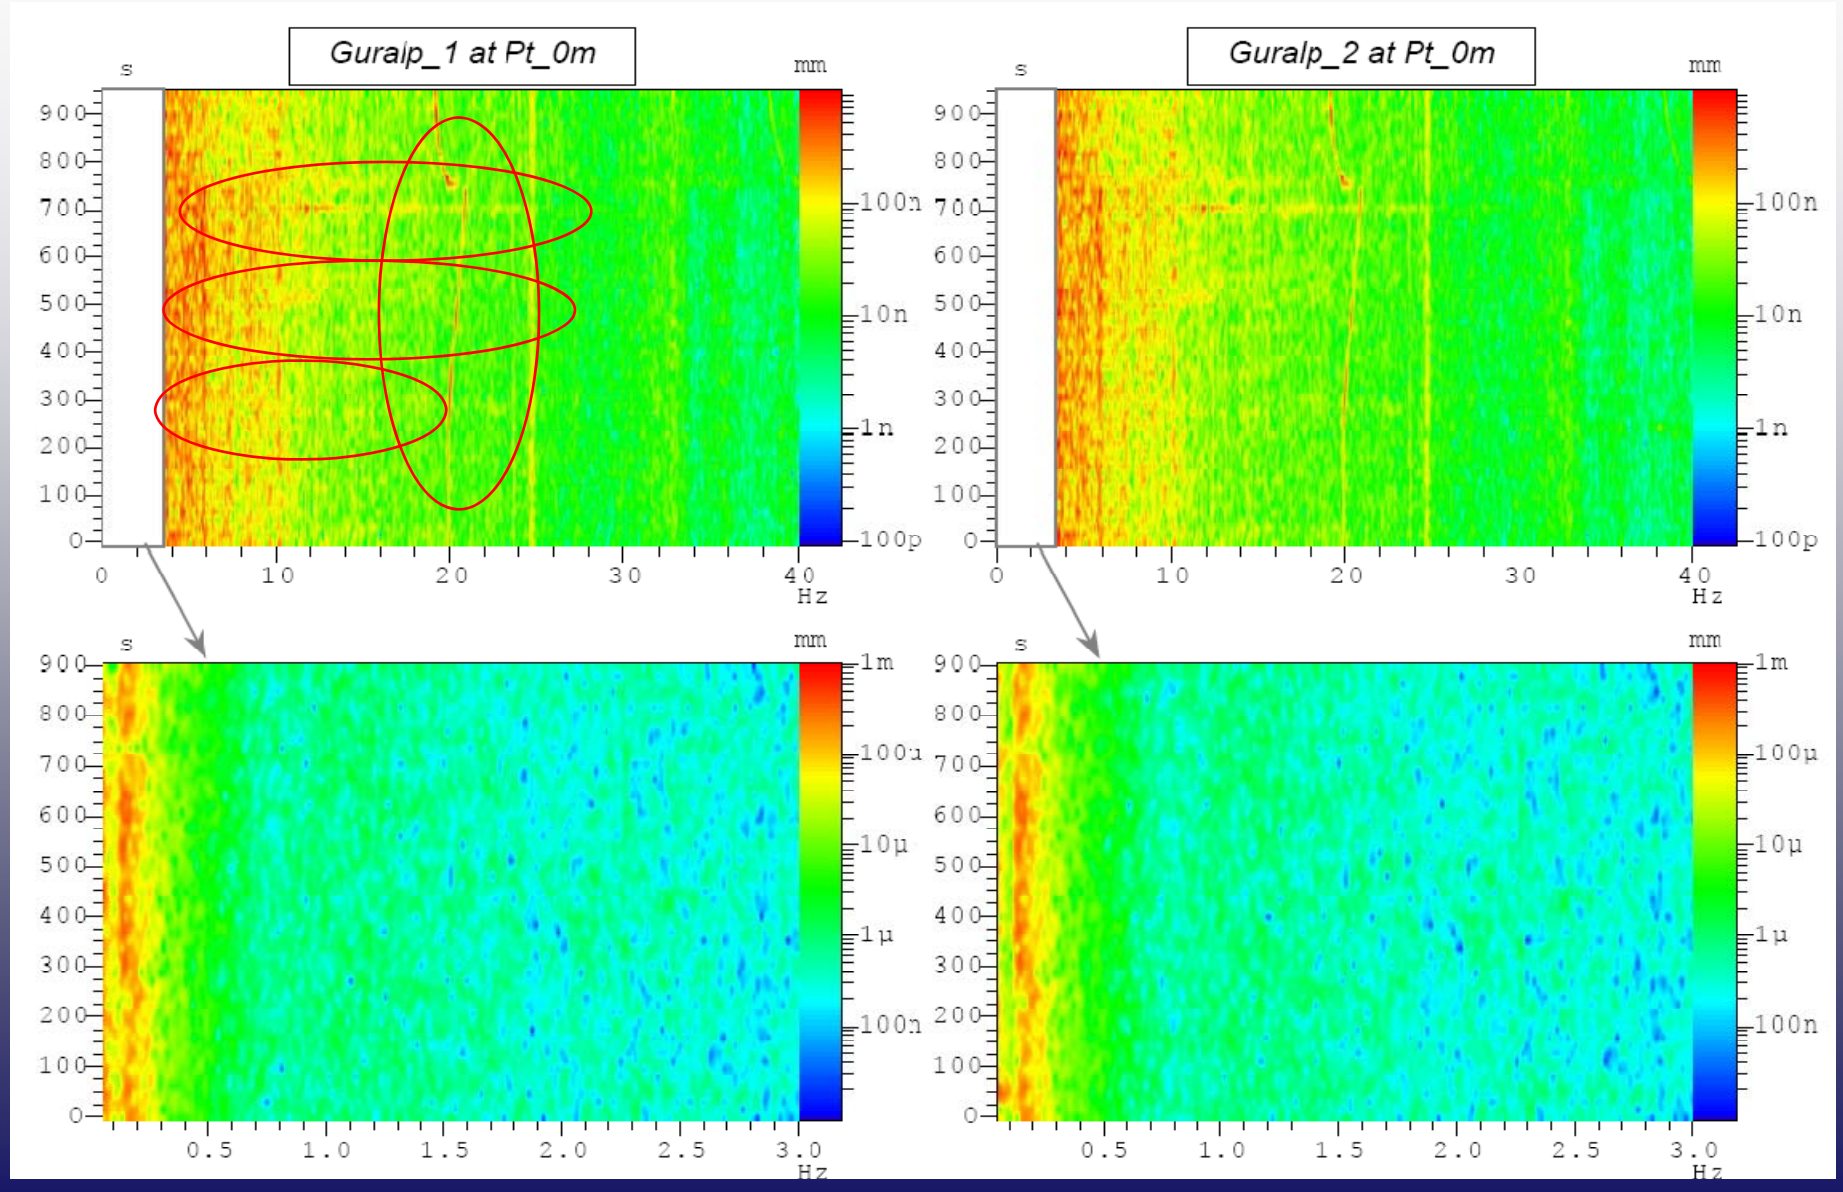 Guralp_1 at Pt_0m
Guralp_2 at Pt_0m
s
mm
s
mm
900
800
700
600
500
400
300
200
100
0
100n
10n
1n
100p
900
800
700
600
500
400
300
200
100
0
100n
10n
1n
100p
0
10
20
30
40
Hz
0
10
20
30
40
Hz
s
mm
s
mm
900
800
700
600
500
400
300
200
100
0
1m
100µ
10µ
1µ
100n
900
800
700
600
500
400
300
200
100
0
1m
100µ
10µ
1µ
100n
0.5
1.0
1.5
2.0
2.5
3.0
Hz
0.5
1.0
1.5
2.0
2.5
3.0
Hz